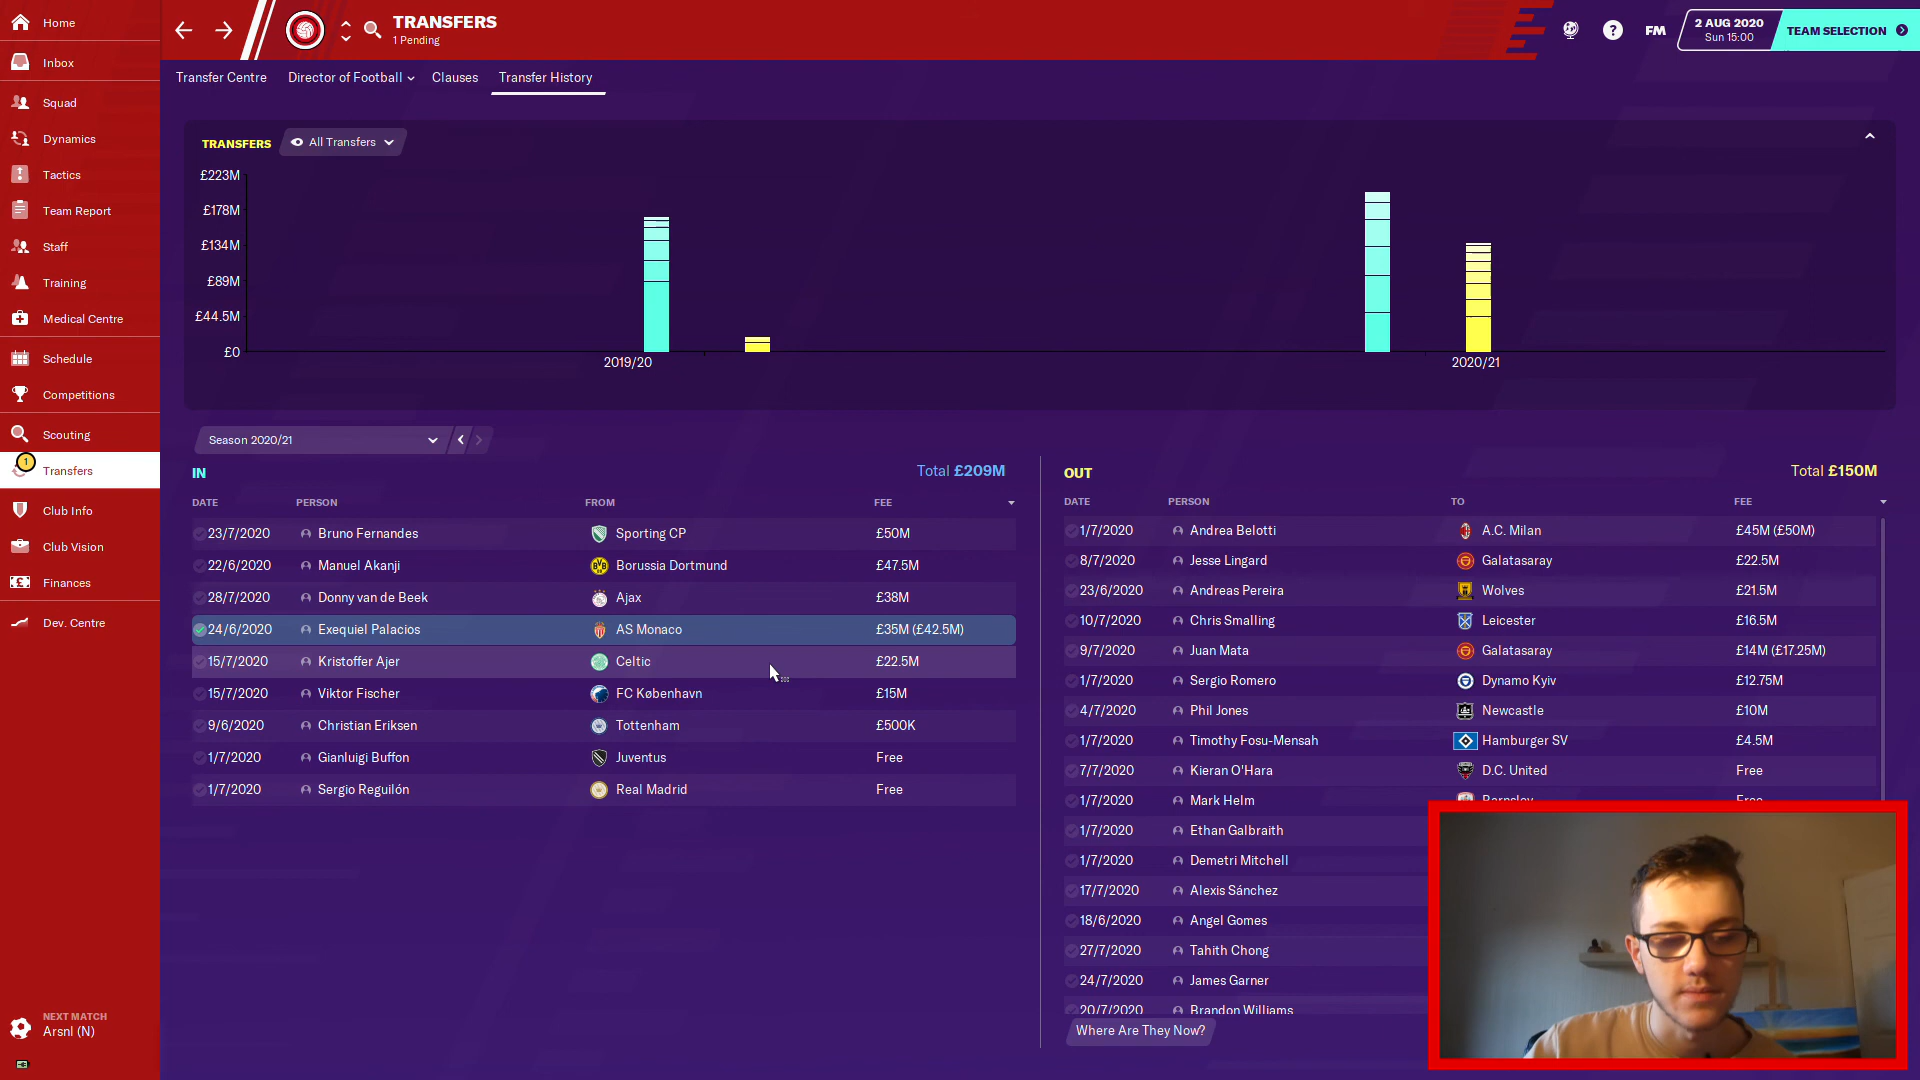 Home
Inbox
Squad
Dynamics
Tactics
Team Report
Staff
Training
Medical Centre
Schedule
Competitions
Scouting
1
Transfers
Club Info
Club Vision
Finances
Dev. Centre
NEXT MATCH
Arsnl (N)
TRANSFERS
1 Pending
FM
2 AUG 2020
Sun 15:00
TEAM SELECTION
Transfer Centre Director of Football Clauses Transfer History
TRANSFERS All Transfers
£223M
£178M
£134M
£89M
£44.5M
£0
2019/20 2020/21
Season 2020/21
IN Total £209M
DATE PERSON FROM FEE
23/7/2020 Bruno Fernandes Sporting CP £50M
22/6/2020 Manuel Akanji Borussia Dortmund £47.5M
28/7/2020 Donny van de Beek Ajax £38M
24/6/2020 Exequiel Palacios AS Monaco £35M (£42.5M)
15/7/2020 Kristoffer Ajer Celtic £22.5M
15/7/2020 Viktor Fischer FC København £15M
9/6/2020 Christian Eriksen Tottenham £500K
1/7/2020 Gianluigi Buffon Juventus Free
1/7/2020 Sergio Reguilón Real Madrid Free
OUT Total £150M
DATE PERSON TO FEE
1/7/2020 Andrea Belotti A.C. Milan £45M (£50M)
8/7/2020 Jesse Lingard Galatasaray £22.5M
23/6/2020 Andreas Pereira Wolves £21.5M
10/7/2020 Chris Smalling Leicester £16.5M
9/7/2020 Juan Mata Galatasaray £14M (£17.25M)
1/7/2020 Sergio Romero Dynamo Kyiv £12.75M
4/7/2020 Phil Jones Newcastle £10M
1/7/2020 Timothy Fosu-Mensah Hamburger SV £4.5M
7/7/2020 Kieran O'Hara D.C. United Free
1/7/2020 Mark Helm Barnsley Free
1/7/2020 Ethan Galbraith
1/7/2020 Demetri Mitchell
17/7/2020 Alexis Sánchez
18/6/2020 Angel Gomes
27/7/2020 Tahith Chong
24/7/2020 James Garner
20/7/2020 Brandon Williams
Where Are They Now?